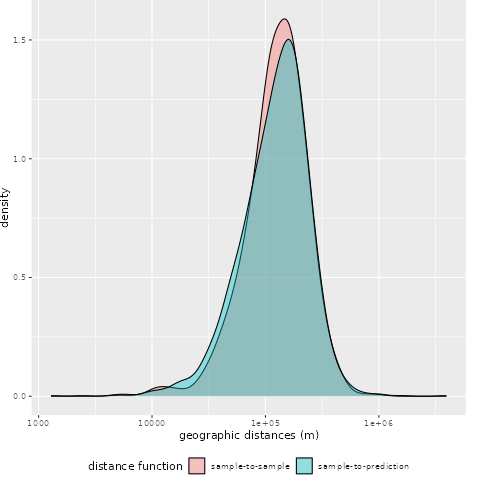 1.5
1.0
0.5
0.0
density
1000
10000
1e+05
1e+06
geographic distances (m)
distance function
sample-to-sample
sample-to-prediction